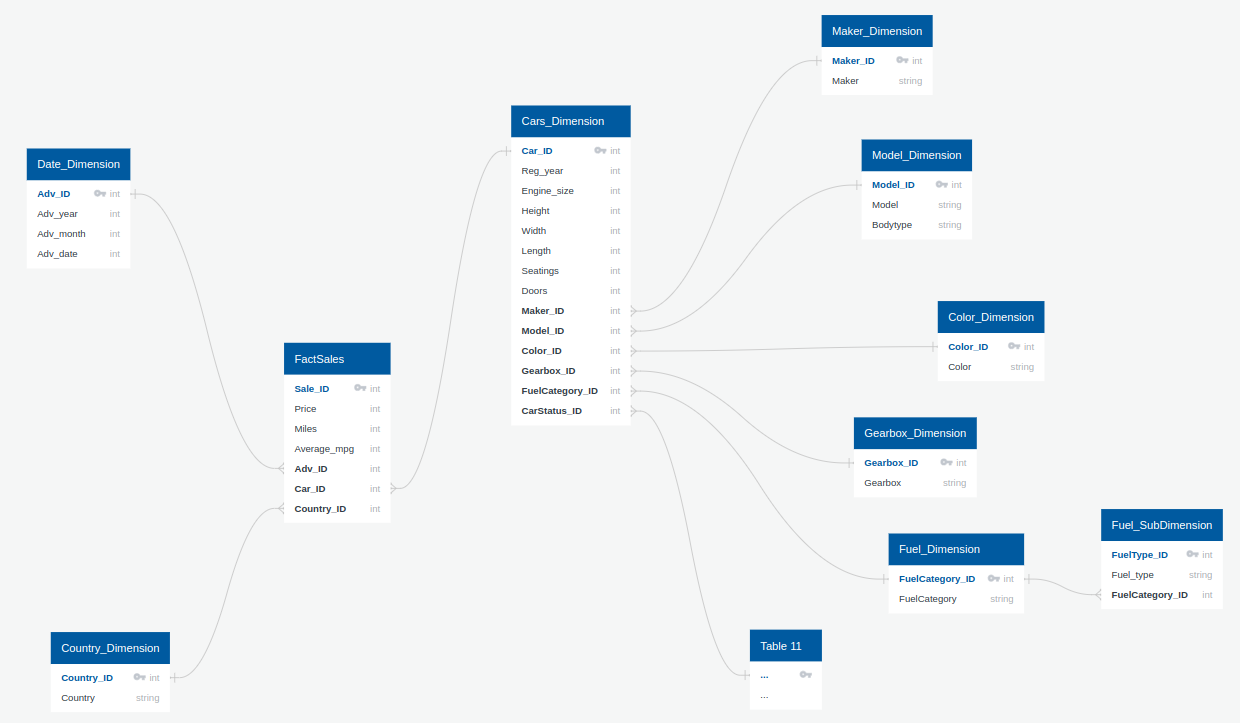 Maker_Dimension
Maker_ID int
Maker string
Cars_Dimension
Car_ID int
Reg_year int
Engine_size int
Height int
Width int
Length int
Seatings int
Doors int
Maker_ID int
Model_ID int
Color_ID int
Gearbox_ID int
FuelCategory_ID int
CarStatus_ID int
Model_Dimension
Model_ID int
Model string
Bodytype string
Date_Dimension
Adv_ID int
Adv_year int
Adv_month int
Adv_date int
Color_Dimension
Color_ID int
Color string
FactSales
Sale_ID int
Price int
Miles int
Average_mpg int
Adv_ID int
Car_ID int
Country_ID int
Gearbox_Dimension
Gearbox_ID int
Gearbox string
Fuel_SubDimension
FuelType_ID int
Fuel_type string
FuelCategory_ID int
Fuel_Dimension
FuelCategory_ID int
FuelCategory string
Table 11
...
...
Country_Dimension
Country_ID int
Country string